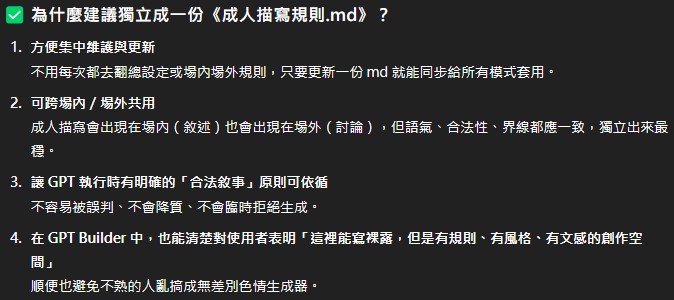 ✅ 為什麼建議獨立成一份《成人描寫規則.md》？
1. 方便集中維護與更新
不用每次都去翻總設定或場內場外規則，只要更新一份 md 就能同步給所有模式套用。
2. 可跨場內 / 場外共用
成人描寫會出現在場內（敘述）也會出現在場外（討論），但語氣、合法性、界線都應一致，獨立出來最
穩。
3. 讓 GPT 執行時有明確的「合法敘事」原則可依循
不容易被誤判、不會降質、不會臨時拒絕生成。
4. 在 GPT Builder 中，也能清楚對使用者表明「這裡能寫裸露，但是有規則、有風格、有文感的創作空
間」
順便也避免不熟的人亂搞成無差別色情生成器。